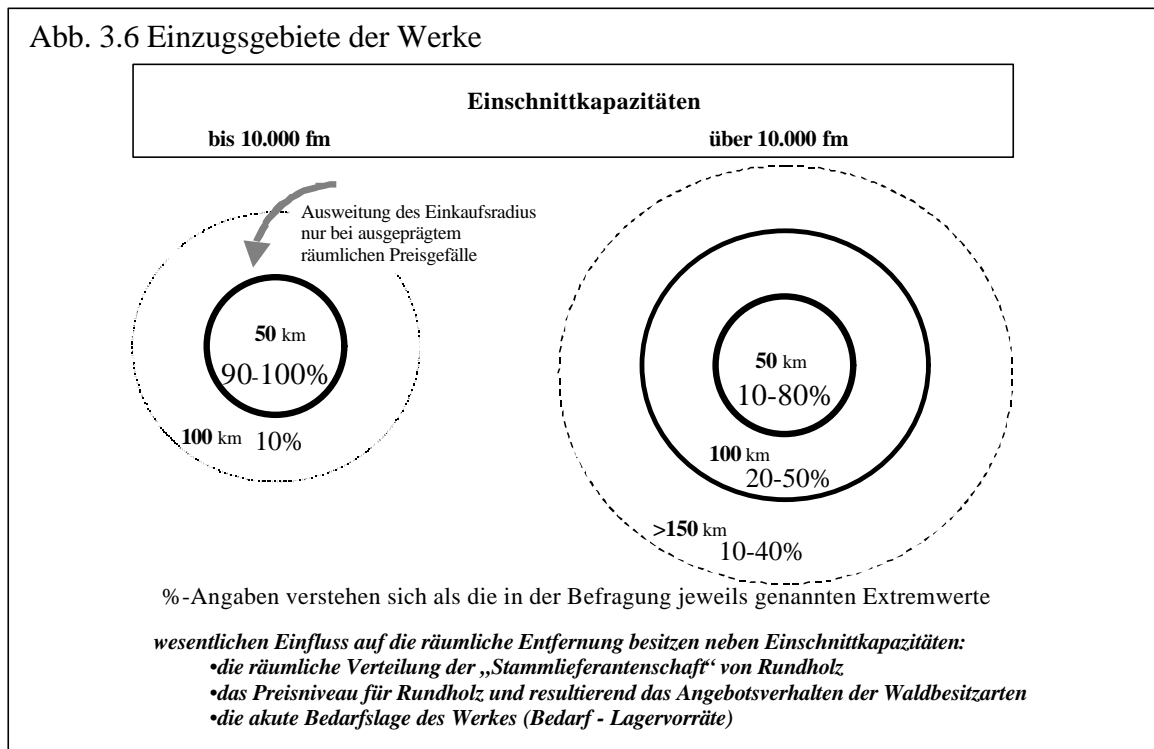 Abb. 3.6 Einzugsgebiete der Werke
Einschnittkapazitäten
bis 10.000 fm
über 10.000 fm
Ausweitung des Einkaufsradius
nur bei ausgeprägtem
räumlichen Preisgefälle
50 km
90-100%
100 km 10%
50 km
10-80%
100 km
20-50%
>150 km
10-40%
%-Angaben verstehen sich als die in der Befragung jeweils genannten Extremwerte
wesentlichen Einfluss auf die räumliche Entfernung besitzen neben Einschnittkapazitäten:
•die räumliche Verteilung der „Stammlieferantenschaft“ von Rundholz
•das Preisniveau für Rundholz und resultierend das Angebotsverhalten der Waldbesitzarten
•die akute Bedarfslage des Werkes (Bedarf - Lagervorräte)